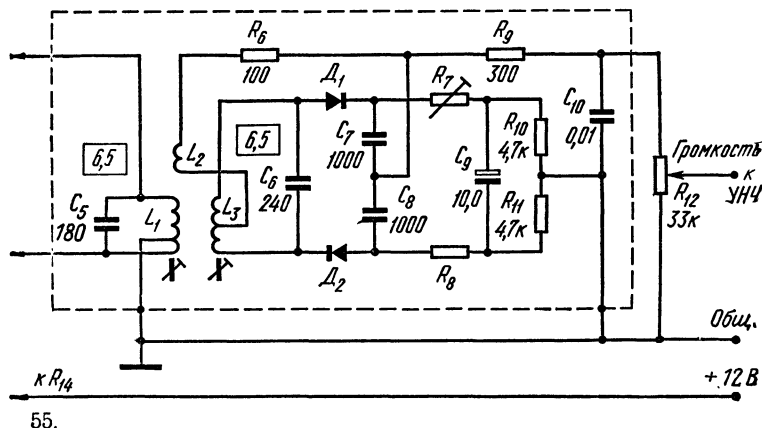 R6
100
R9
300
Д1
R7
C10
0,01
6,5
L2
6,5
C7
1000
R10
4,7к
Громкость
к
УНЧ
C5
180
L1
L3
C6
240
C8
1000
C9
10,0
R11
4,7к
R12
33к
Д2
R8
Общ.
к R14
+ 12 В
55.